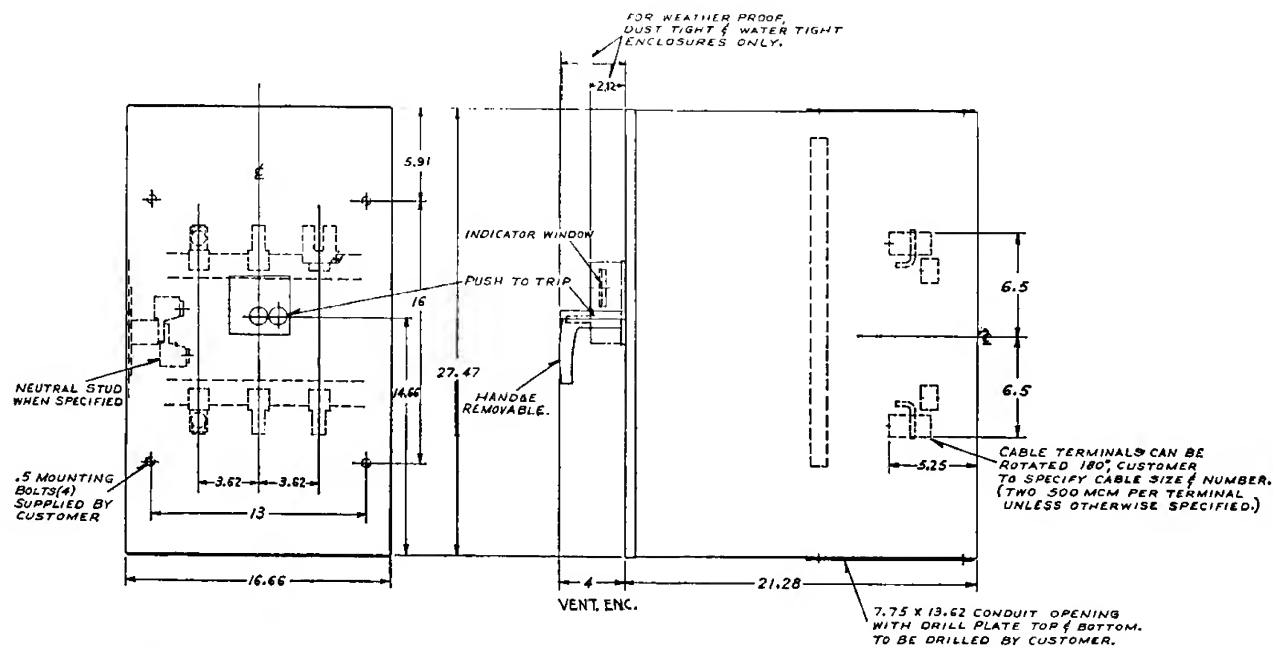 FOR WEATHER PROOF,
DUST TIGHT & WATER TIGHT
ENCLOSURES ONLY.
2.12
5.91
℄
INDICATOR WINDOW
PUSH TO TRIP
16
6.5
℄
27.47
14.66
6.5
NEUTRAL STUD
WHEN SPECIFIED
HANDLE
REMOVABLE.
.5 MOUNTING
BOLTS(4)
SUPPLIED BY
CUSTOMER
3.62
3.62
13
5.25
CABLE TERMINALS CAN BE
ROTATED 180°, CUSTOMER
TO SPECIFY CABLE SIZE & NUMBER.
(TWO 500 MCM PER TERMINAL
UNLESS OTHERWISE SPECIFIED.)
16.66
4
21.28
VENT. ENC.
7.75 X 13.62 CONDUIT OPENING
WITH DRILL PLATE TOP & BOTTOM.
TO BE DRILLED BY CUSTOMER.